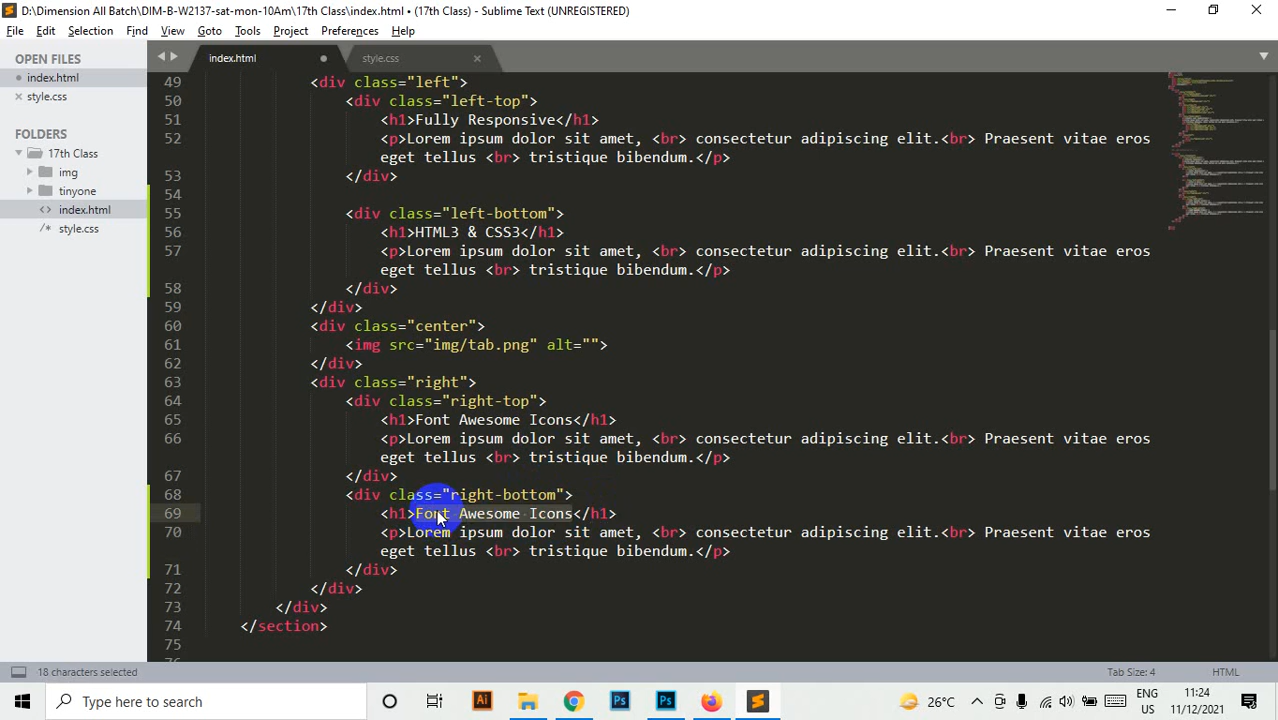 D:\Dimension All Batch\DIM-B-W2137-sat-mon-10Am\17th Class\index.html • (17th Class) - Sublime Text (UNREGISTERED)
File Edit Selection Find View Goto Tools Project Preferences Help
OPEN FILES
index.html
style.css
FOLDERS
17th Class
img
tinyone
index.html
style.css
index.html style.css
49 <div class="left">
50 <div class="left-top">
51 <h1>Fully Responsive</h1>
52 <p>Lorem ipsum dolor sit amet, <br> consectetur adipiscing elit.<br> Praesent vitae eros
eget tellus <br> tristique bibendum.</p>
53 </div>
54
55 <div class="left-bottom">
56 <h1>HTML3 & CSS3</h1>
57 <p>Lorem ipsum dolor sit amet, <br> consectetur adipiscing elit.<br> Praesent vitae eros
eget tellus <br> tristique bibendum.</p>
58 </div>
59 </div>
60 <div class="center">
61 <img src="img/tab.png" alt="">
62 </div>
63 <div class="right">
64 <div class="right-top">
65 <h1>Font Awesome Icons</h1>
66 <p>Lorem ipsum dolor sit amet, <br> consectetur adipiscing elit.<br> Praesent vitae eros
eget tellus <br> tristique bibendum.</p>
67 </div>
68 <div class="right-bottom">
69 <h1>Font Awesome Icons</h1>
70 <p>Lorem ipsum dolor sit amet, <br> consectetur adipiscing elit.<br> Praesent vitae eros
eget tellus <br> tristique bibendum.</p>
71 </div>
72 </div>
73 </div>
74 </section>
75
18 characters selected Tab Size: 4 HTML
Type here to search
Ai Ps Ps
26°C
ENG
US
11:24
11/12/2021